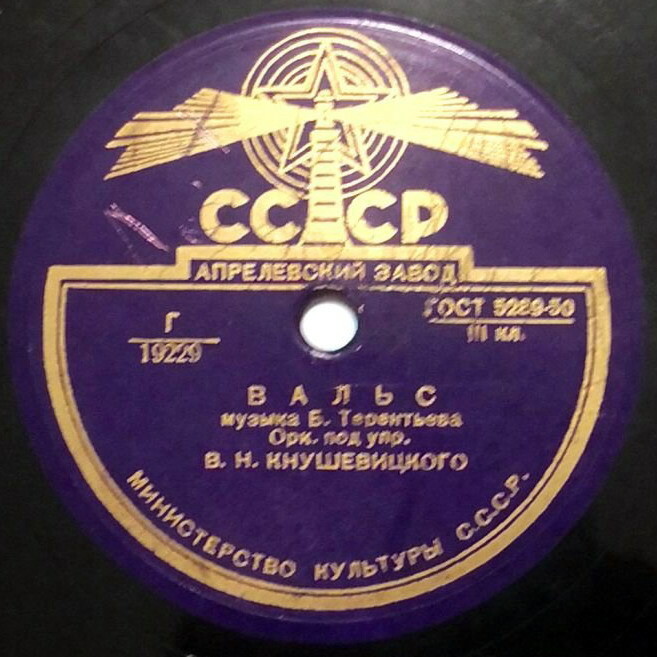 СССР
АПРЕЛЕВСКИЙ ЗАВОД
Г
19229
ГОСТ 5289-50
III кл.
ВАЛЬС
музыка Б. Терентьева
Орк. под упр.
В. Н. КНУШЕВИЦКОГО
МИНИСТЕРСТВО КУЛЬТУРЫ С.С.С.Р.